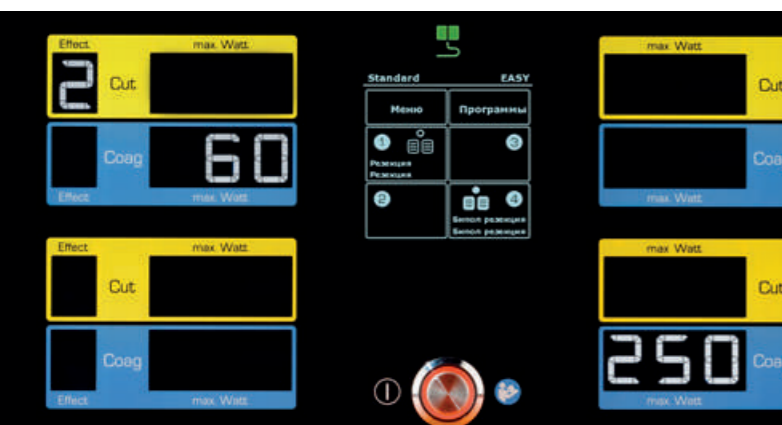 Effect max. Watt
2 Cut
Coag 60
Effect max. Watt
Effect max. Watt
Cut
Coag
Effect max. Watt
Standard EASY
Меню Программы
1 3
Резекция
Резекция
2 4
Бипол резекция
Бипол резекция
max. Watt
Cut
Coag
max. Watt
max. Watt
Cut
250 Coag
max. Watt